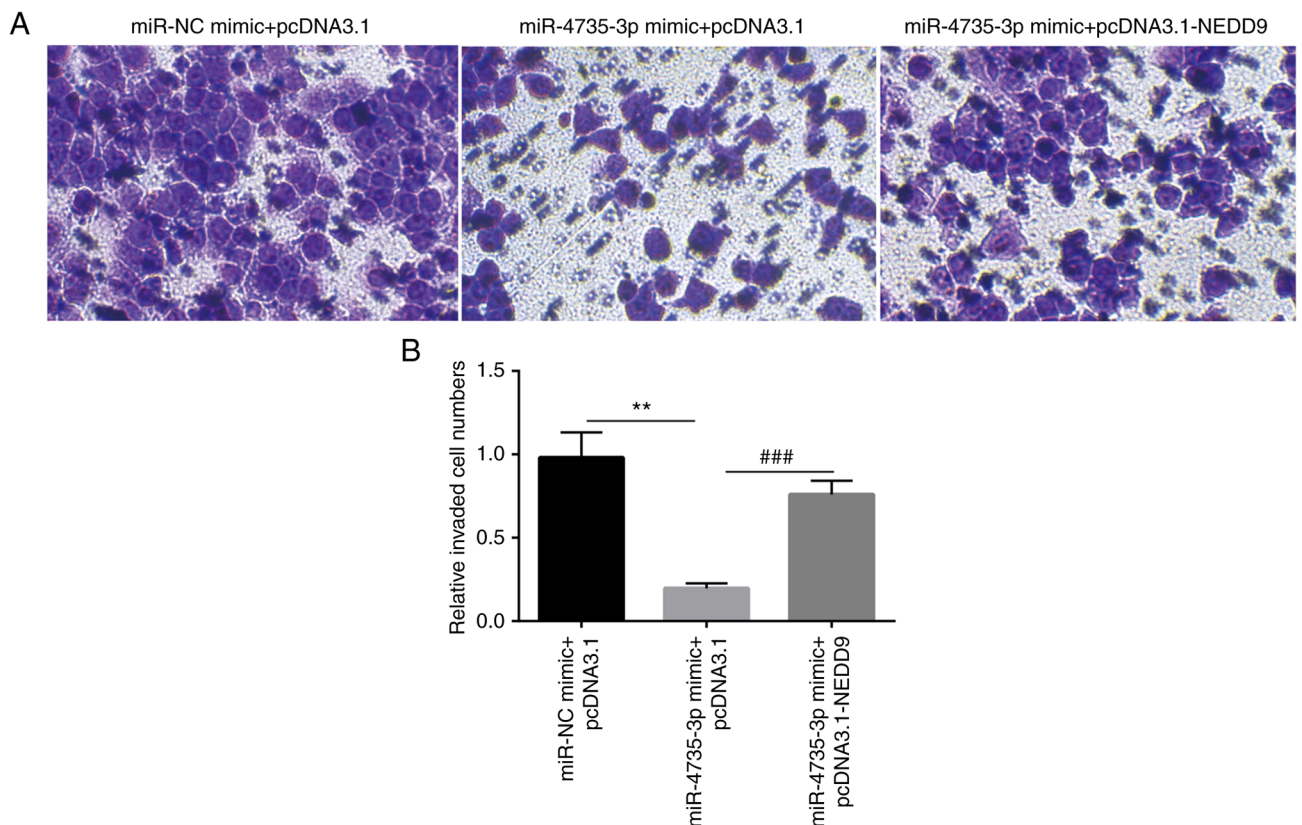 A
miR-NC mimic+pcDNA3.1
miR-4735-3p mimic+pcDNA3.1
miR-4735-3p mimic+pcDNA3.1-NEDD9
B
Relative invaded cell numbers
1.5
1.0
0.5
0.0
**
###
miR-NC mimic+
pcDNA3.1
miR-4735-3p mimic+
pcDNA3.1
miR-4735-3p mimic+
pcDNA3.1-NEDD9